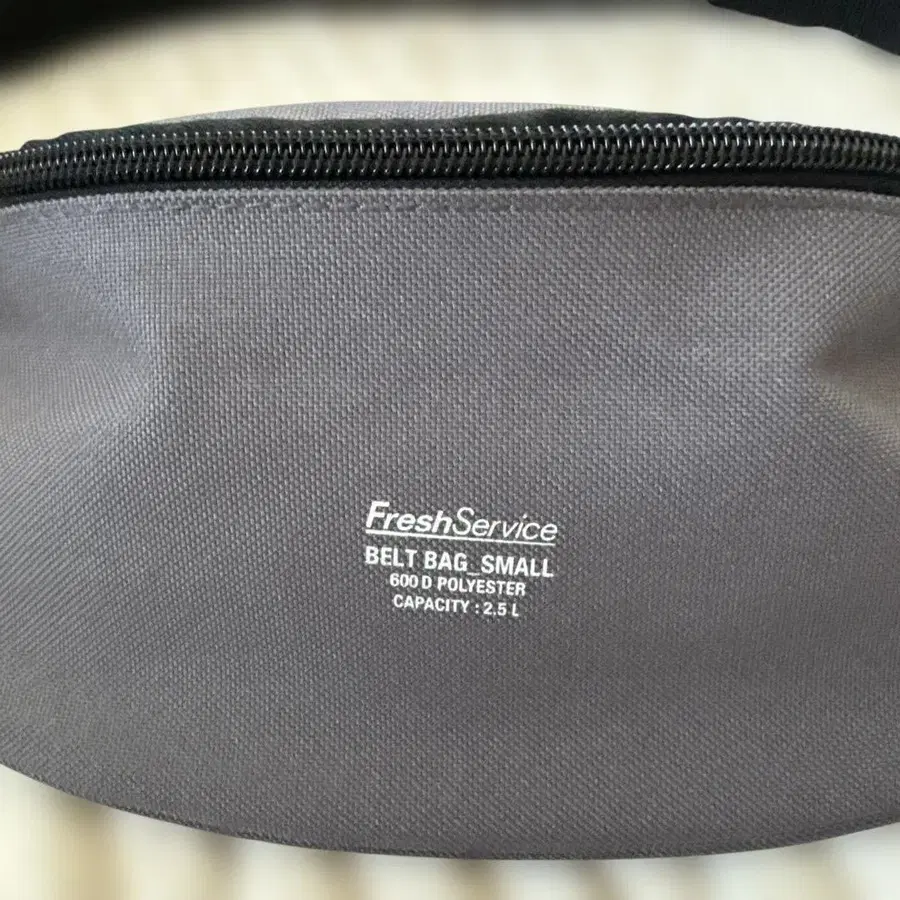 FreshService
BELT BAG_SMALL
600 D POLYESTER
CAPACITY : 2.5 L